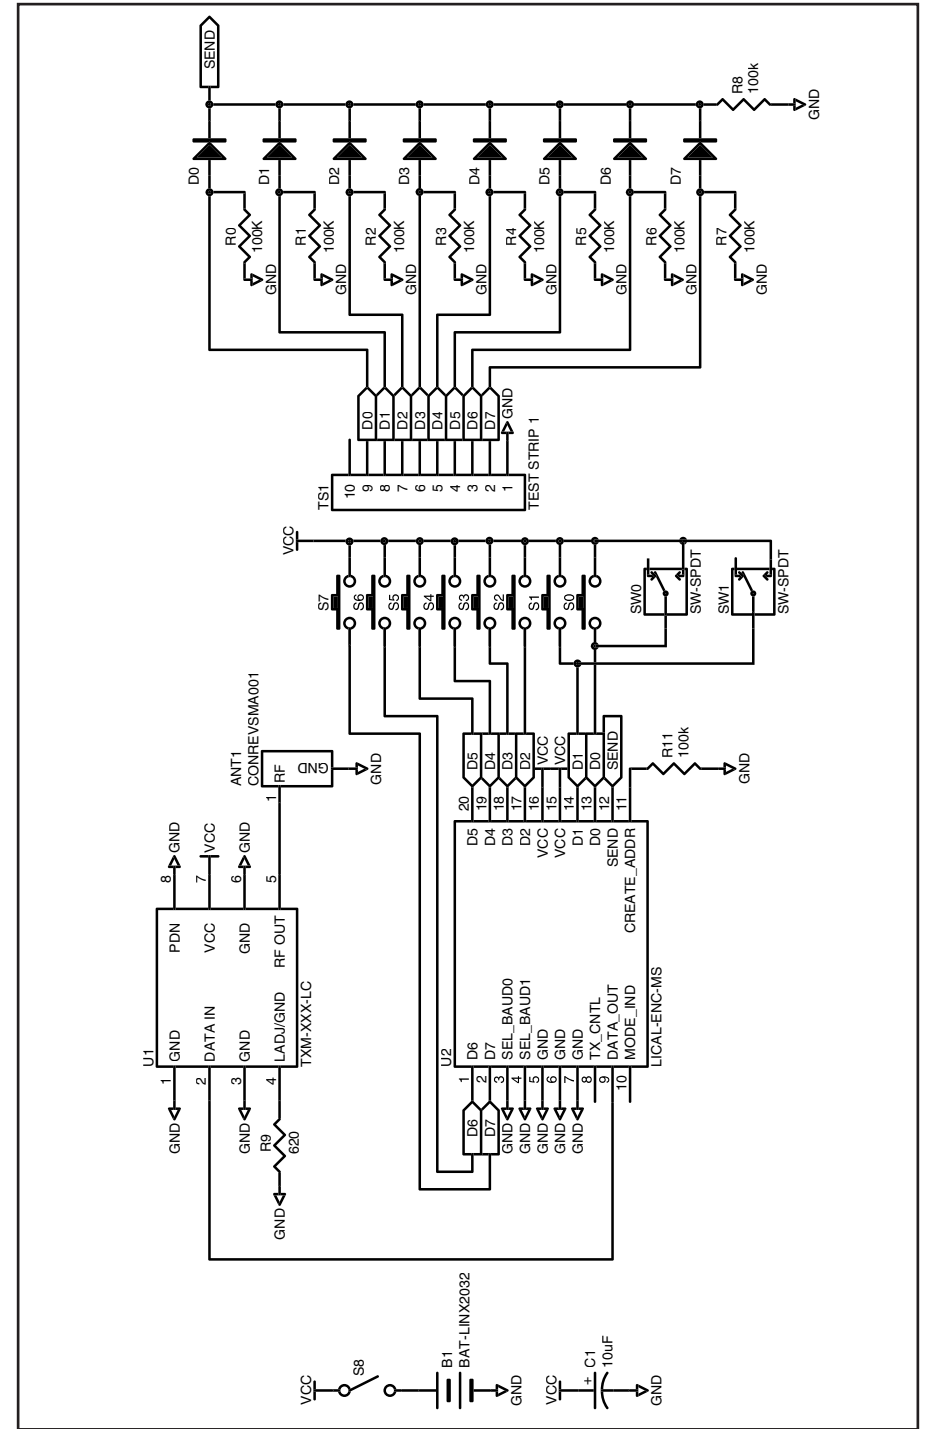 SEND
D0
D1
D2
D3
D4
D5
D6
D7
R8
100k
GND
R0
100K
GND
R1
100K
GND
R2
100K
GND
R3
100K
GND
R4
100K
GND
R5
100K
GND
R6
100K
GND
R7
100K
GND
D0
D1
D2
D3
D4
D5
D6
D7
GND
TS1
10
9
8
7
6
5
4
3
2
1
TEST STRIP 1
VCC
S7
S6
S5
S4
S3
S2
S1
S0
SW0
SW-SPDT
SW1
SW-SPDT
ANT1
CONREVSMA001
RF
GND
1
GND
D5
D4
D3
D2
VCC
VCC
D1
D0
SEND
R11
100k
GND
20
19
18
17
16
15
14
13
12
11
D5
D4
D3
D2
VCC
VCC
D1
D0
SEND
CREATE_ADDR
U2
LICAL-ENC-MS
D6
D7
SEL_BAUD0
SEL_BAUD1
GND
GND
GND
TX_CNTL
DATA_OUT
MODE_IND
1
2
3
4
5
6
7
8
9
10
D6
D7
GND
GND
GND
GND
GND
GND
VCC
GND
8
7
6
5
PDN
VCC
GND
RF OUT
U1
TXM-XXX-LC
GND
DATA IN
GND
LADJ/GND
1
2
3
4
GND
GND
R9
620
GND
VCC
S8
B1
BAT-LINX2032
GND
VCC
+
C1
10uF
GND